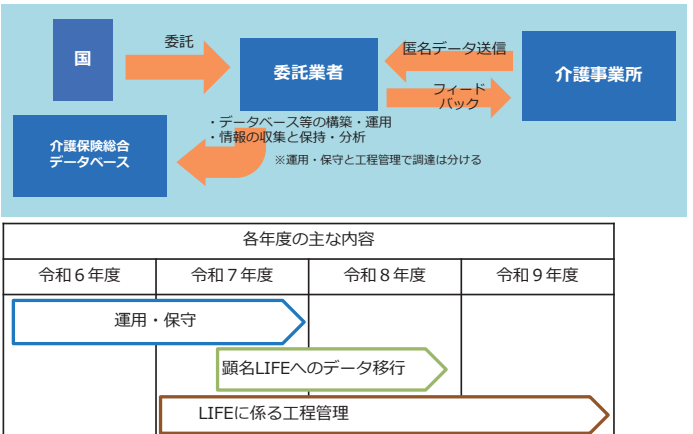 国
委託
委託業者
匿名データ送信
フィード
バック
介護事業所
・データベース等の構築・運用
・情報の収集と保持・分析
※運用・保守と工程管理で調達は分ける
介護保険総合
データベース
各年度の主な内容
令和６年度
令和７年度
令和８年度
令和９年度
運用・保守
顕名LIFEへのデータ移行
LIFEに係る工程管理